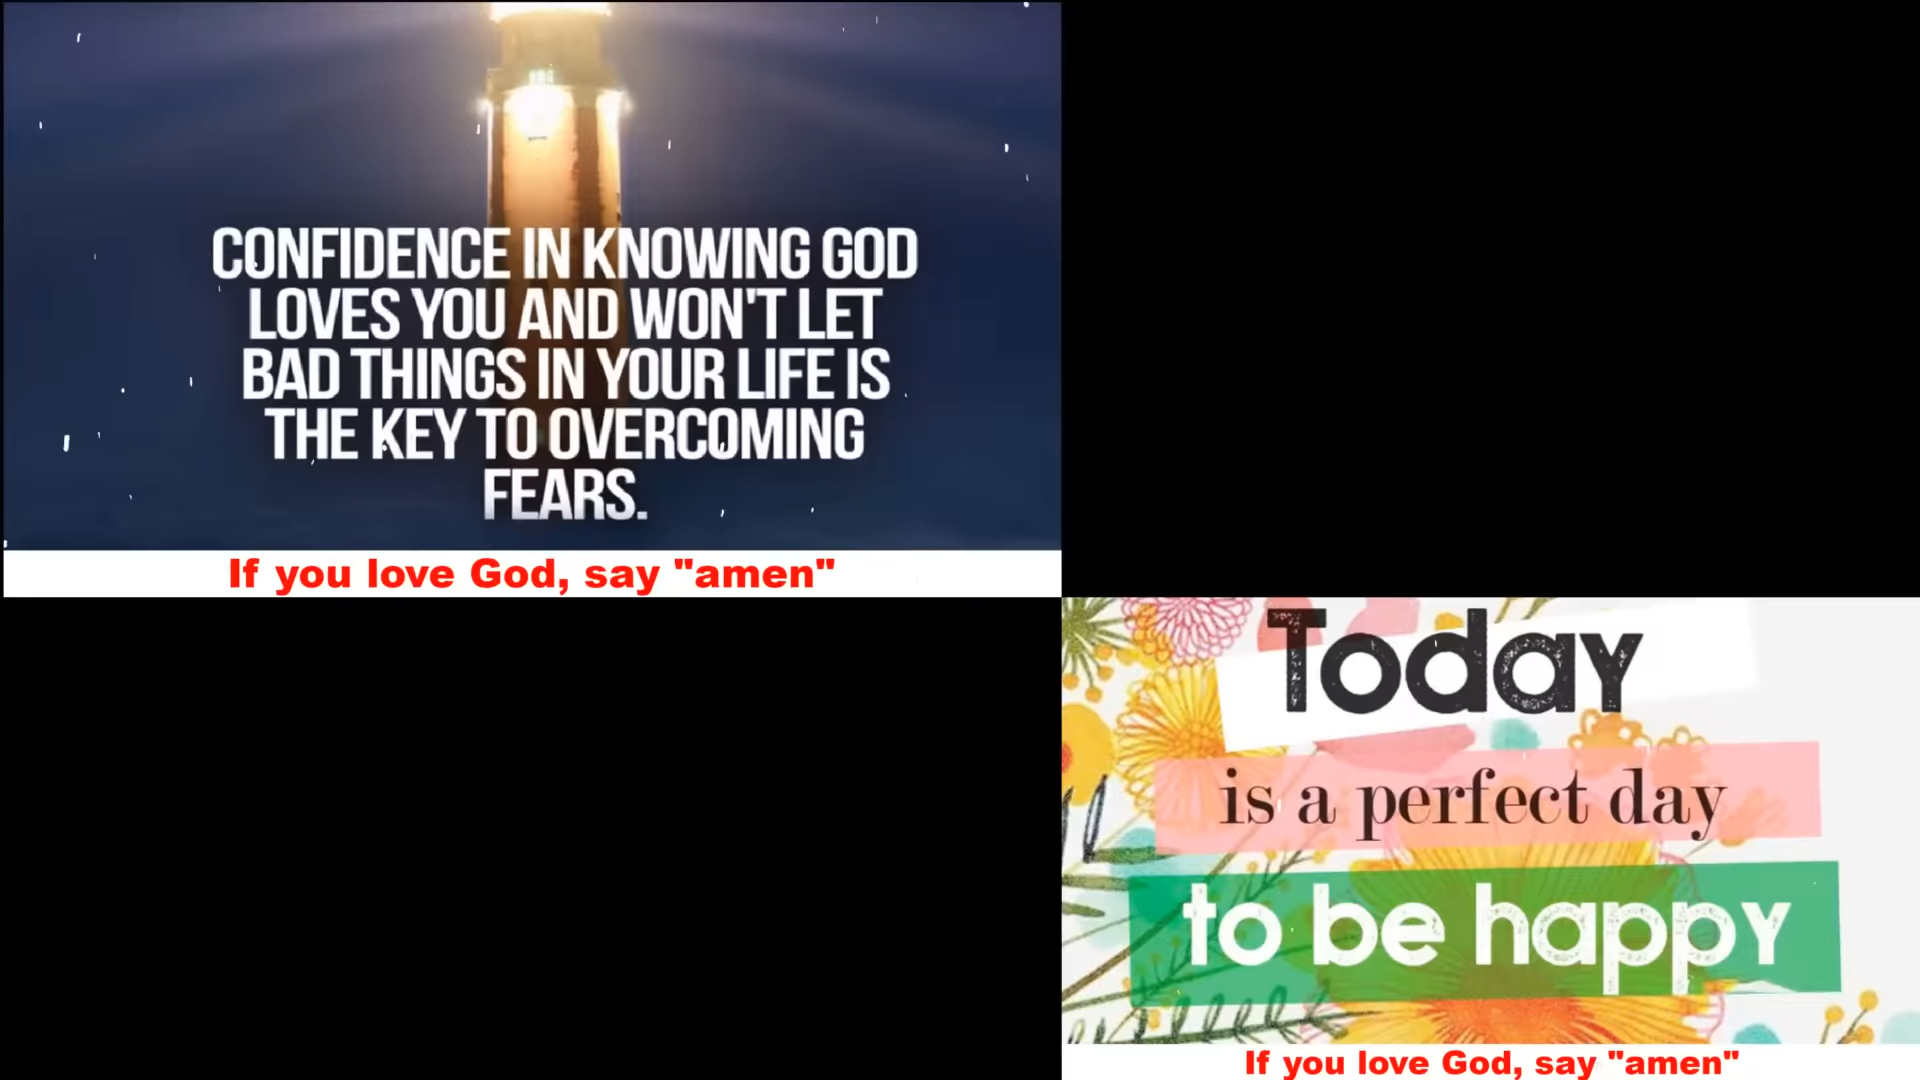 CONFIDENCE IN KNOWING GOD
LOVES YOU AND WON'T LET
BAD THINGS IN YOUR LIFE IS
THE KEY TO OVERCOMING
FEARS.
If you love God, say "amen"
Today
is a perfect day
to be happy
If you love God, say "amen"